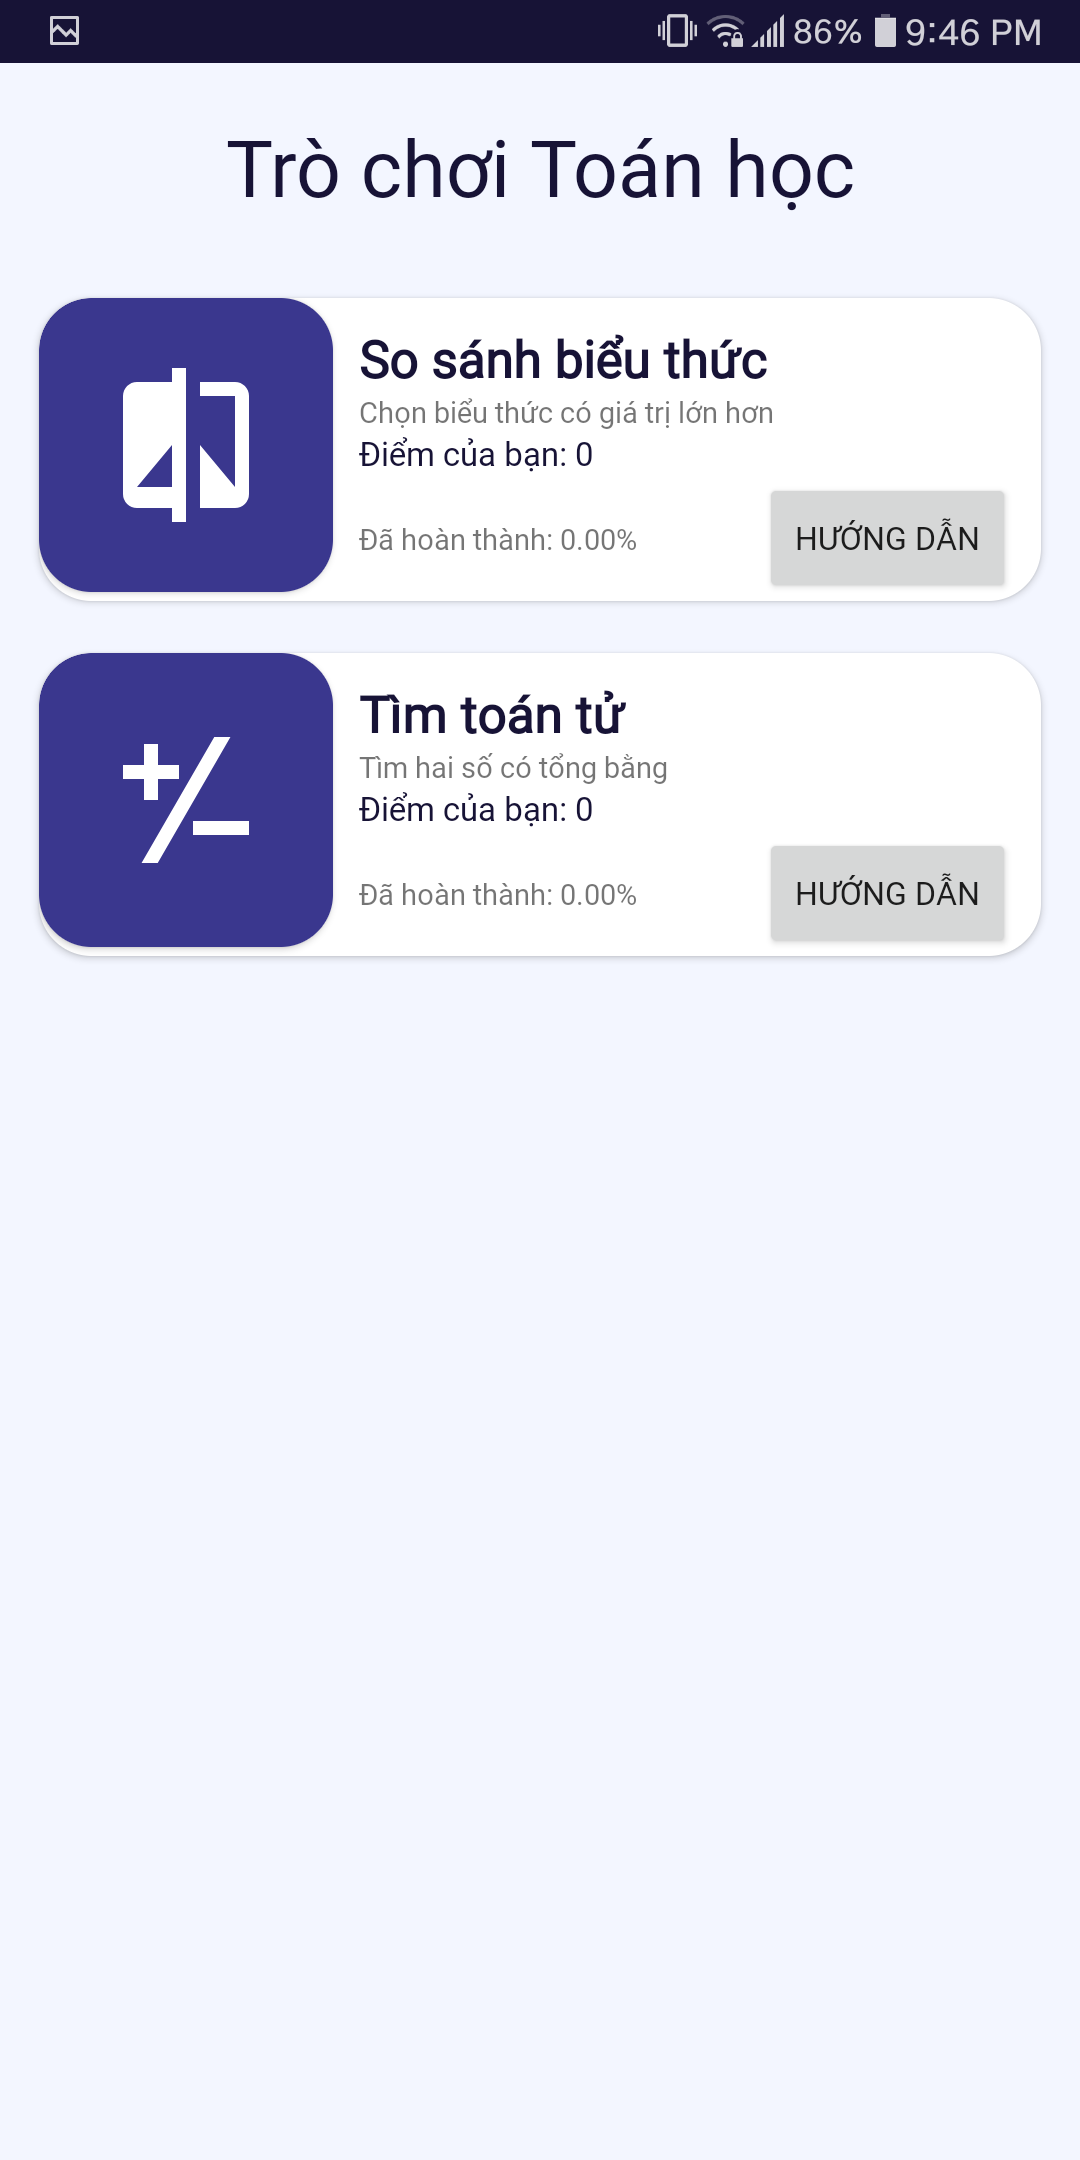 86% 9:46 PM
Trò chơi Toán học
So sánh biểu thức
Chọn biểu thức có giá trị lớn hơn
Điểm của bạn: 0
Đã hoàn thành: 0.00%
HƯỚNG DẪN
Tìm toán tử
Tìm hai số có tổng bằng
Điểm của bạn: 0
Đã hoàn thành: 0.00%
HƯỚNG DẪN